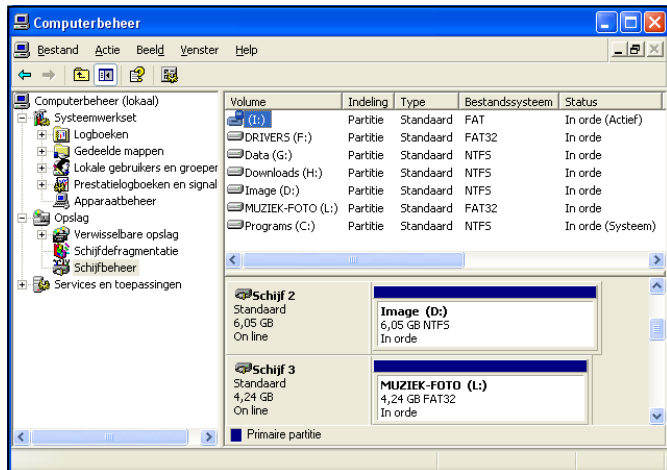 Computerbeheer
Bestand Actie Beeld Venster Help
Computerbeheer (lokaal)
Systeemwerkset
Logboeken
Gedeelde mappen
Lokale gebruikers en groeper
Prestatielogboeken en signal
Apparaatbeheer
Opslag
Verwisselbare opslag
Schijfdefragmentatie
Schijfbeheer
Services en toepassingen
Volume Indeling Type Bestandssysteem Status
(I:) Partitie Standaard FAT In orde (Actief)
DRIVERS (F:) Partitie Standaard FAT32 In orde
Data (G:) Partitie Standaard NTFS In orde
Downloads (H:) Partitie Standaard NTFS In orde
Image (D:) Partitie Standaard NTFS In orde
MUZIEK-FOTO (L:) Partitie Standaard FAT32 In orde
Programs (C:) Partitie Standaard NTFS In orde (Systeem)
Schijf 2
Standaard
6,05 GB
On line
Image (D:)
6,05 GB NTFS
In orde
Schijf 3
Standaard
4,24 GB
On line
MUZIEK-FOTO (L:)
4,24 GB FAT32
In orde
Primaire partitie